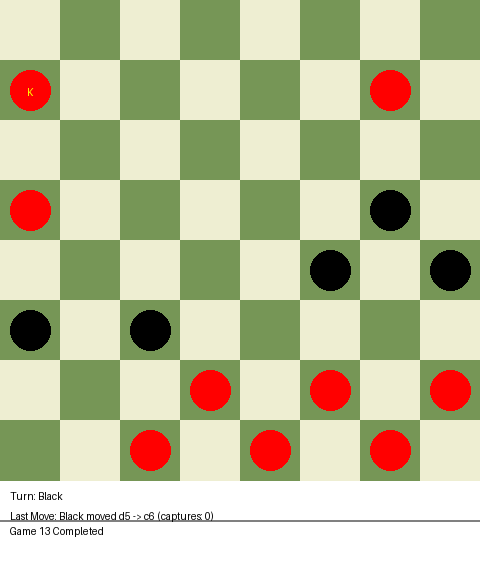 K
Turn: Black
Last Move: Black moved d5 -> c6 (captures: 0)
Game 13 Completed